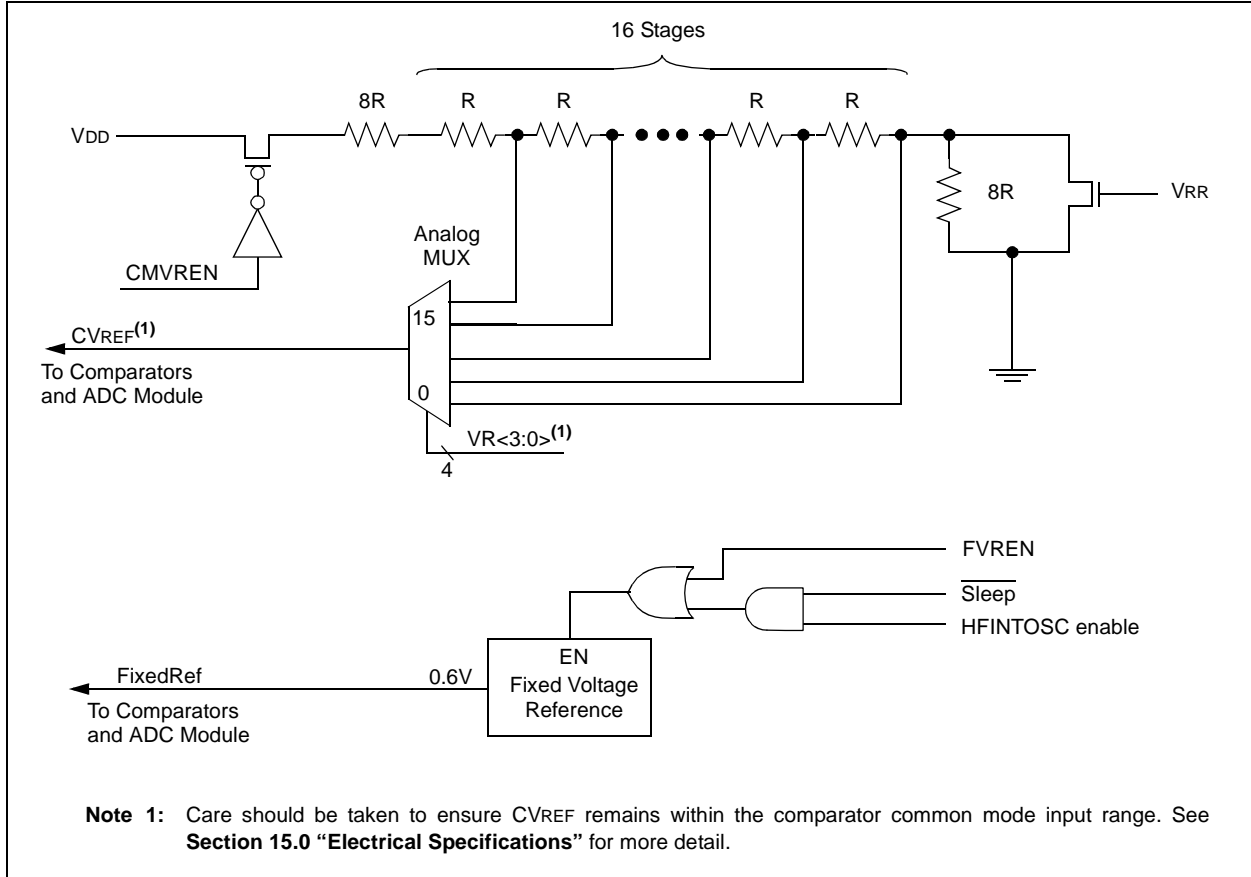 16 Stages
8R R R R R
VDD
8R
VRR
Analog
MUX
CMVREN
15
CVREF(1)
To Comparators
and ADC Module
0
VR<3:0>(1)
4
FVREN
Sleep
HFINTOSC enable
EN
FixedRef 0.6V
Fixed Voltage
Reference
To Comparators
and ADC Module
Note 1: Care should be taken to ensure CVREF remains within the comparator common mode input range. See
Section 15.0 “Electrical Specifications” for more detail.